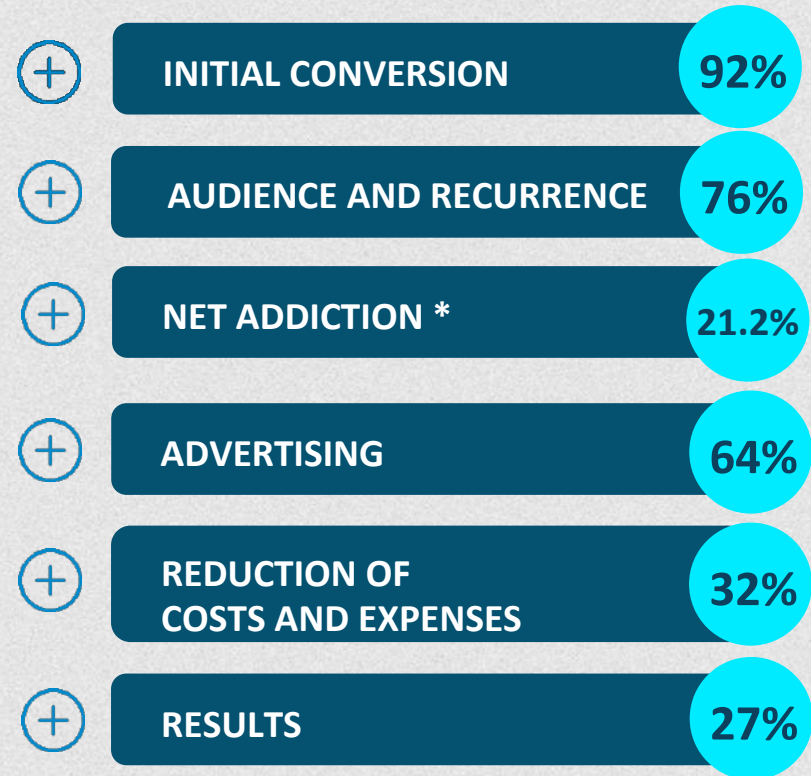 INITIAL CONVERSION 92%
AUDIENCE AND RECURRENCE 76%
NET ADDICTION * 21.2%
ADVERTISING 64%
REDUCTION OF
COSTS AND EXPENSES 32%
RESULTS 27%